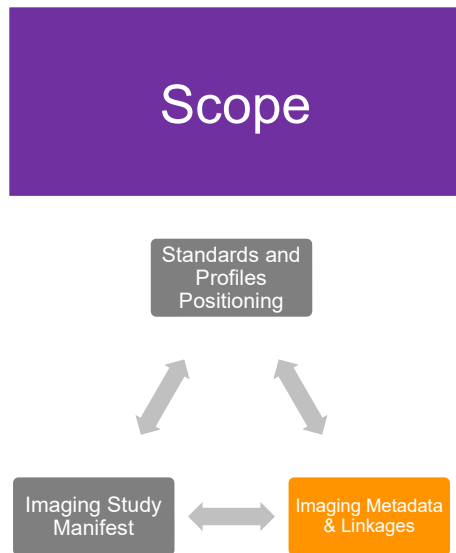 Scope
Standards and
Profiles
Positioning
Imaging Study
Manifest
Imaging Metadata
& Linkages